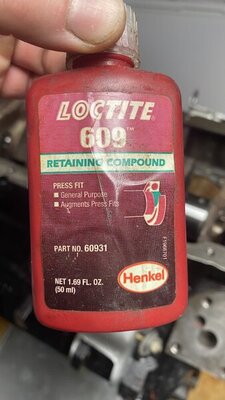 LOCTITE
609™
RETAINING COMPOUND
PRESS FIT
■ General Purpose
■ Augments Press Fits
PART NO. 60931
NET 1.69 FL. OZ.
(50 ml)
Henkel